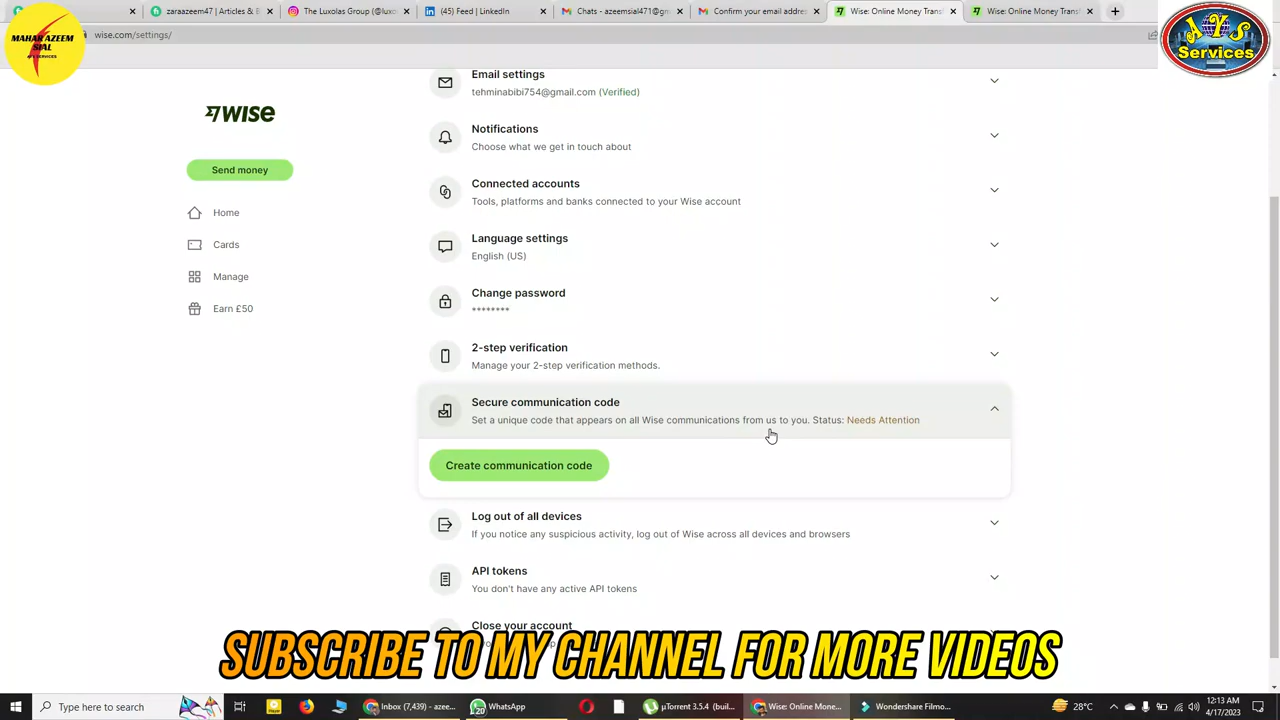 zaraazeem47 | Articles & E
Instagram (The Luxolas Group (@luxo
(45) Feed | LinkedIn
Chats - azeemsial471@gm
Confirm your email addre
Wise: Online Money Trans
Wise: Online Money Trans
wise.com/settings/
MAHAR AZEEM
SIAL
AYS SERVICES
AYS
Services
Email settings
tehminabibi754@gmail.com (Verified)
WISE
Notifications
Choose what we get in touch about
Send money
Connected accounts
Tools, platforms and banks connected to your Wise account
Home
Language settings
English (US)
Cards
Manage
Change password
********
Earn £50
2-step verification
Manage your 2-step verification methods.
Secure communication code
Set a unique code that appears on all Wise communications from us to you. Status: Needs Attention
Create communication code
Log out of all devices
If you notice any suspicious activity, log out of Wise across all devices and browsers
API tokens
You don't have any active API tokens
Close your account
SUBSCRIBE TO MY CHANNEL FOR MORE VIDEOS
Type here to search
Inbox (7,439) - azee...
WhatsApp
µTorrent 3.5.4 (buil...
Wise: Online Mone...
Wondershare Filmo...
28°C
12:13 AM
4/17/2023